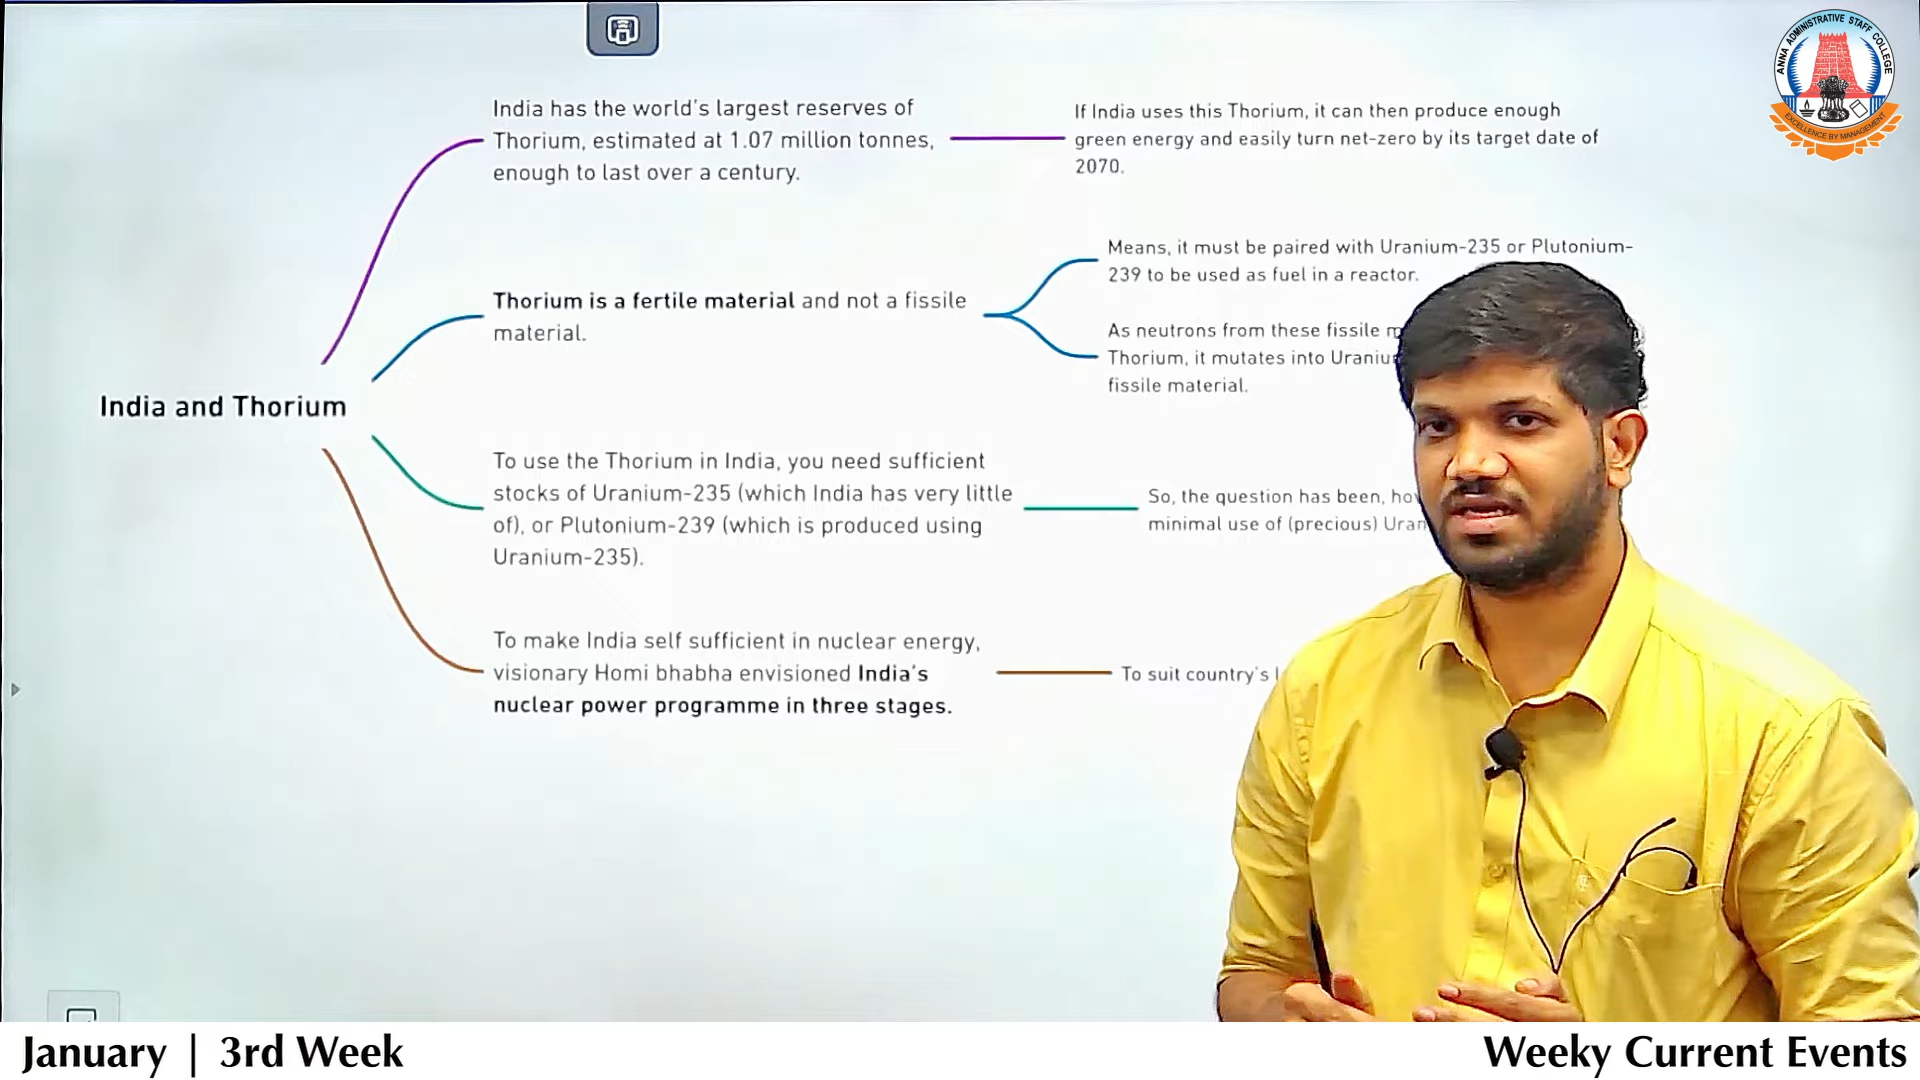 ANNA ADMINISTRATIVE STAFF COLLEGE
EXCELLENCE BY MANAGEMENT
India has the world's largest reserves of
Thorium, estimated at 1.07 million tonnes,
enough to last over a century.
If India uses this Thorium, it can then produce enough
green energy and easily turn net-zero by its target date of
2070.
Thorium is a fertile material and not a fissile
material.
Means, it must be paired with Uranium-235 or Plutonium-
239 to be used as fuel in a reactor.
As neutrons from these fissile
Thorium, it mutates into
fissile material.
India and Thorium
To use the Thorium in India, you need sufficient
stocks of Uranium-235 (which India has very little
of), or Plutonium-239 (which is produced using
Uranium-235).
So, the question has been,
minimal use of (precious)
To make India self sufficient in nuclear energy,
visionary Homi bhabha envisioned India's
nuclear power programme in three stages.
To suit country's
January | 3rd Week
Weeky Current Events